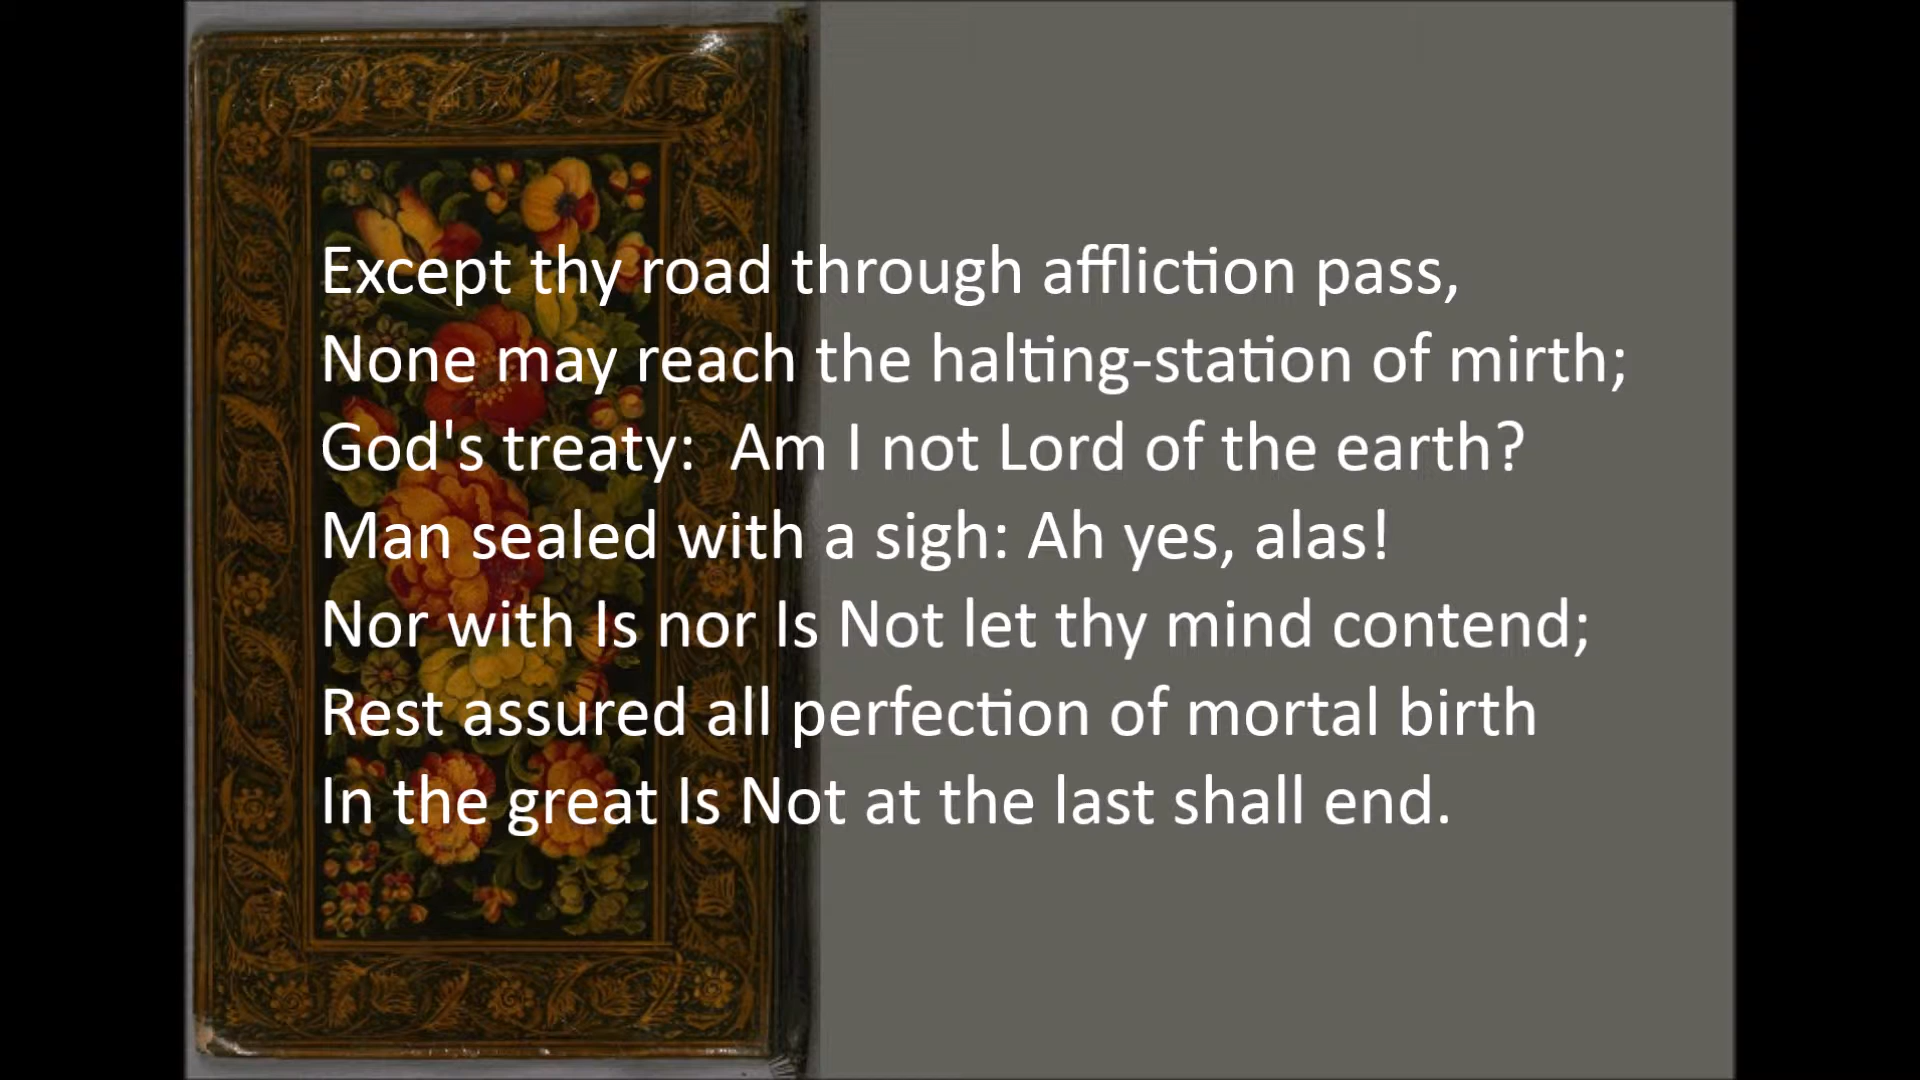 Except thy road through affliction pass,
None may reach the halting-station of mirth;
God's treaty:  Am I not Lord of the earth?
Man sealed with a sigh: Ah yes, alas!
Nor with Is nor Is Not let thy mind contend;
Rest assured all perfection of mortal birth
In the great Is Not at the last shall end.